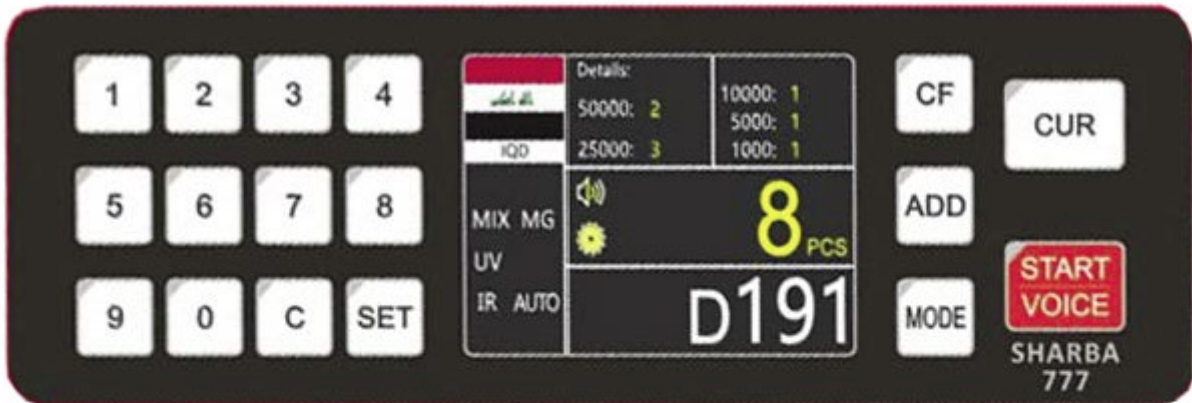 1 2 3 4
5 6 7 8
9 0 C SET
IQD
MIX MG
UV
IR AUTO
Details:
50000: 2
25000: 3
10000: 1
5000: 1
1000: 1
8 PCS
D191
CF
ADD
MODE
CUR
START
VOICE
SHARBA
777